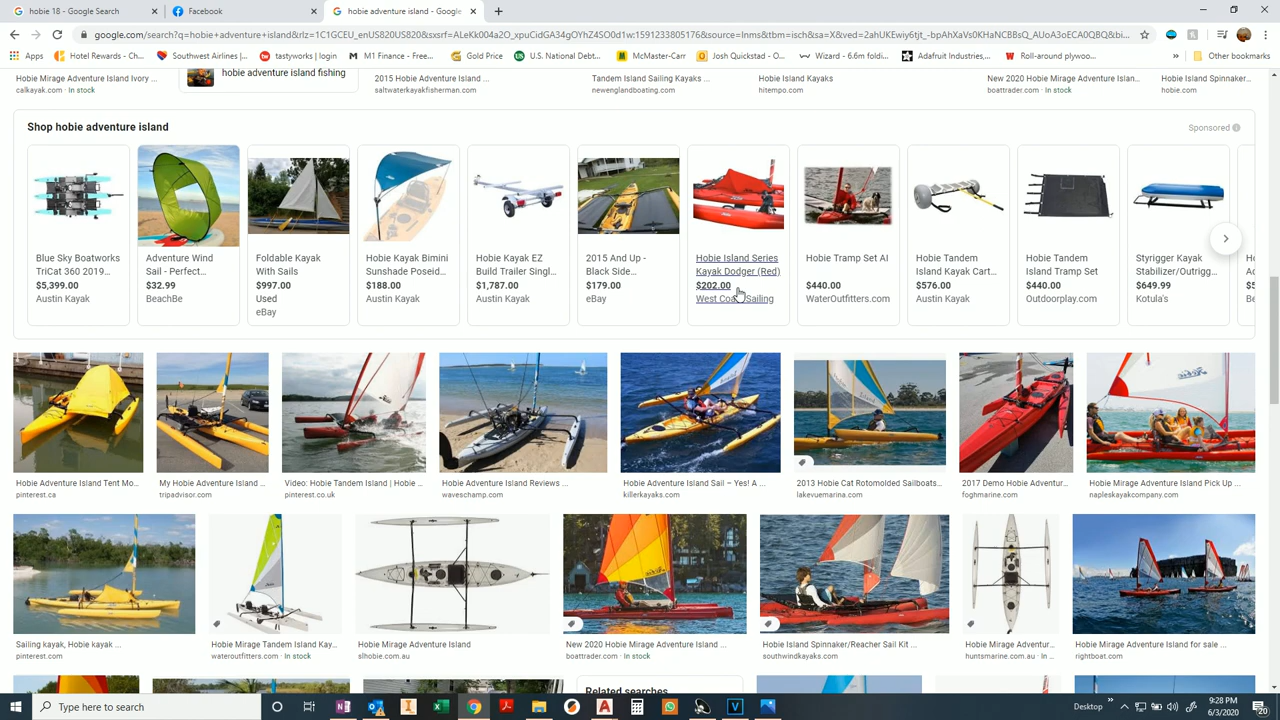 hobie 18 - Google Search
Facebook
hobie adventure island - Google
google.com/search?q=hobie+adventure+island&rlz=1C1GCEU_enUS820US820&sxsrf=ALeKk004a2O_xpuCidGA34gOYhZ4SO0d1w:1591233805176&source=lnms&tbm=isch&sa=X&ved=2ahUKEwiy6tjt_-bpAhXaVs0KHaNCBBsQ_AUoA3oECA0QBQ&bi...
Apps
Hotel Rewards - Cho...
Southwest Airlines |...
tastyworks | login
M1 Finance - Free...
Gold Price
U.S. National Debt...
McMaster-Carr
Josh Quickstad - O...
Wizard - 6.6m foldi...
Adafruit Industries,...
Roll-around plywoo...
»
Other bookmarks
Hobie Mirage Adventure Island Ivory ...
calkayak.com · In stock
hobie adventure island fishing
2015 Hobie Adventure Island ...
saltwaterkayakfisherman.com
Tandem Island Sailing Kayaks ...
newenglandboating.com
Hobie Island Kayaks
hitempo.com
New 2020 Hobie Mirage Adventure Islan...
boattrader.com · In stock
Hobie Island Spinnaker...
hobie.com
Shop hobie adventure island
Sponsored
Blue Sky Boatworks
TriCat 360 2019...
$5,399.00
Austin Kayak
Adventure Wind
Sail - Perfect...
$32.99
BeachBe
Foldable Kayak
With Sails
$997.00
Used
eBay
Hobie Kayak Bimini
Sunshade Poseid...
$188.00
Austin Kayak
Hobie Kayak EZ
Build Trailer Singl...
$1,787.00
Austin Kayak
2015 And Up -
Black Side...
$179.00
eBay
Hobie Island Series
Kayak Dodger (Red)
$202.00
West Coast Sailing
Hobie Tramp Set AI
$440.00
WaterOutfitters.com
Hobie Tandem
Island Kayak Cart...
$576.00
Austin Kayak
Hobie Tandem
Island Tramp Set
$440.00
Outdoorplay.com
Styrigger Kayak
Stabilizer/Outrigg...
$649.99
Kotula's
Hobie Adventure Island Tent Mo...
pinterest.ca
My Hobie Adventure Island ...
tripadvisor.com
Video: Hobie Tandem Island | Hobie ...
pinterest.co.uk
Hobie Adventure Island Reviews ...
waveschamp.com
Hobie Adventure Island Sail – Yes! A ...
killerkayaks.com
2013 Hobie Cat Rotomolded Sailboats...
lakevuemarina.com
2017 Demo Hobie Adventur...
foghmarine.com
Hobie Mirage Adventure Island Pick Up ...
napleskayakcompany.com
Sailing kayak, Hobie kayak ...
pinterest.com
Hobie Mirage Tandem Island Kay...
wateroutfitters.com · In stock
Hobie Mirage Adventure Island
slhobie.com.au
New 2020 Hobie Mirage Adventure Island ...
boattrader.com · In stock
Hobie Island Spinnaker/Reacher Sail Kit ...
southwindkayaks.com
Hobie Mirage Adventur...
huntsmarine.com.au · In ...
Hobie Mirage Adventure Island for sale ...
rightboat.com
Related searches
Type here to search
Desktop
»
9:28 PM
6/3/2020
20